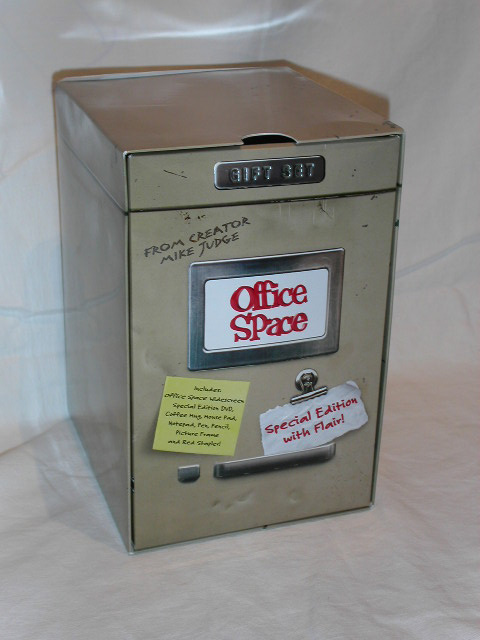 GIFT SET
FROM CREATOR
MIKE JUDGE
Office
Space
Includes
Office Space Widescreen
Special Edition DVD,
Coffee Mug, Mouse Pad,
Notepad, Pen, Pencil,
Picture Frame
and Red Stapler!
Special Edition
with Flair!